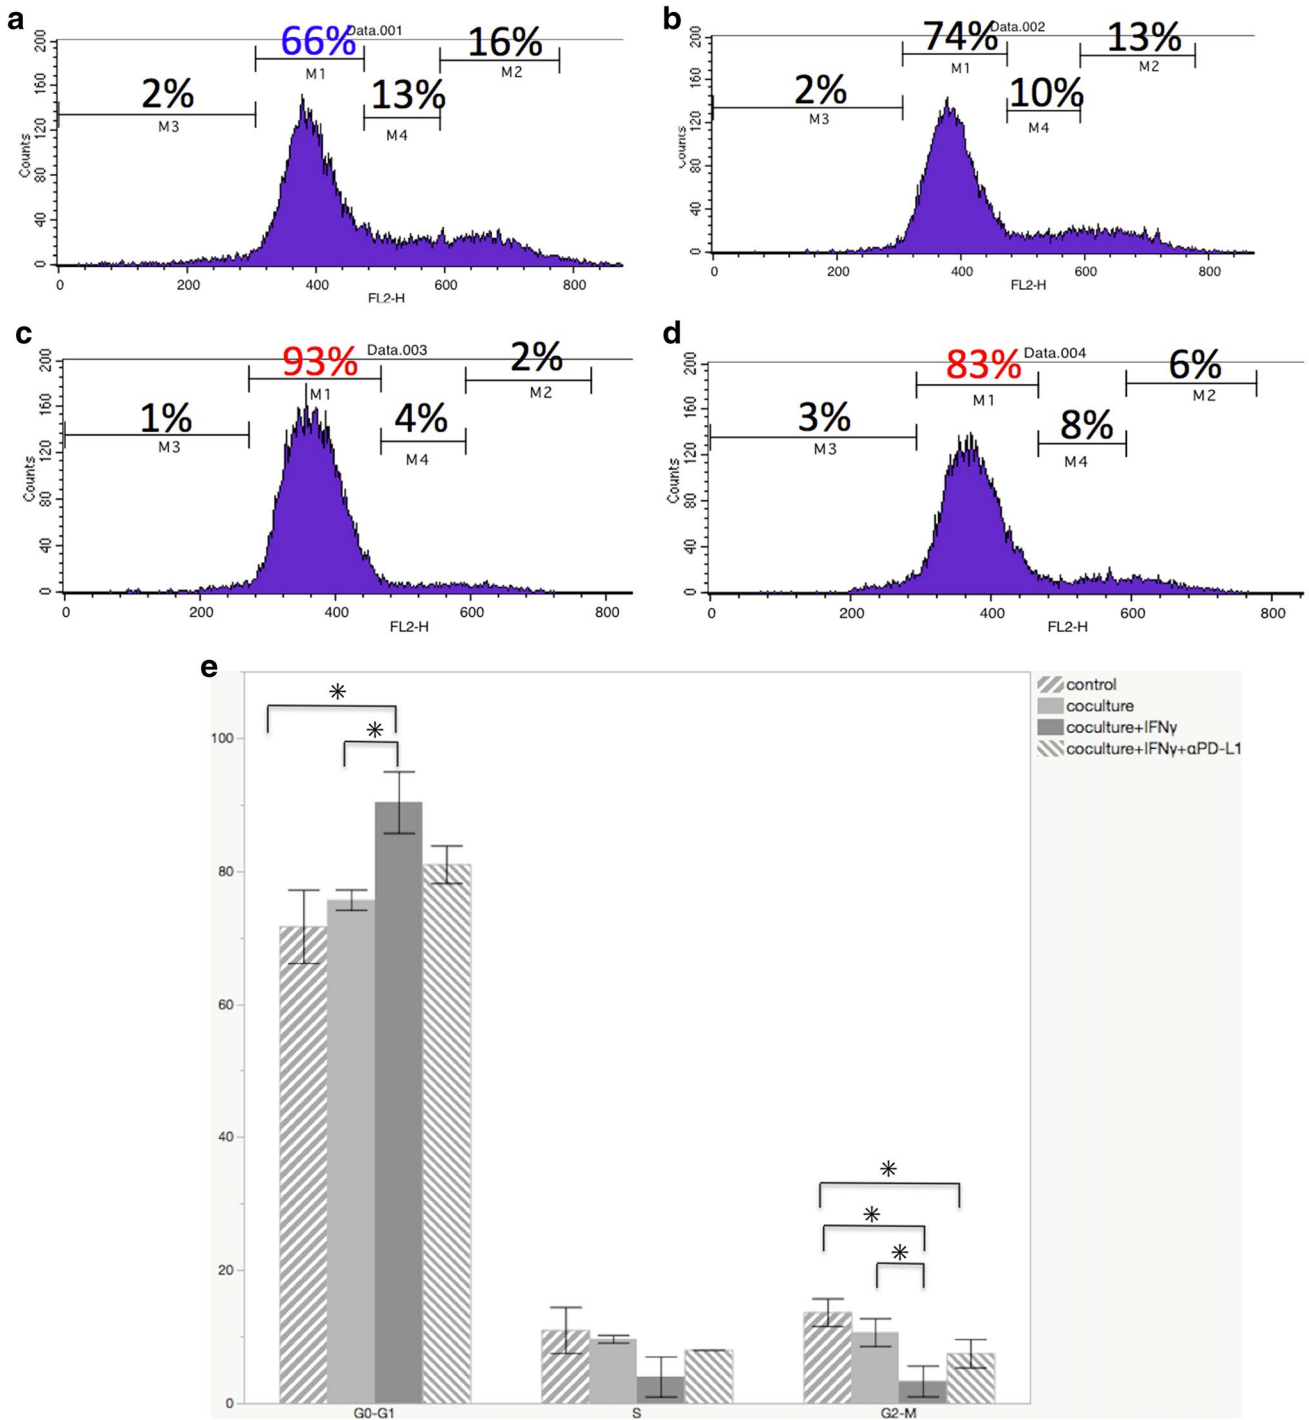 a
Data.001
66%
16%
M1
M2
2%
13%
M3
M4
Counts
200
160
120
80
40
0
0 200 400 600 800
FL2-H
b
Data.002
74%
13%
M1
M2
2%
10%
M3
M4
200
160
120
80
40
0
0 200 400 600 800
FL2-H
c
Data.003
93%
2%
M1
M2
1%
4%
M3
M4
Counts
200
160
120
80
40
0
0 200 400 600 800
FL2-H
d
Data.004
83%
6%
M1
M2
3%
8%
M3
M4
Counts
200
160
120
80
40
0
0 200 400 600 800
FL2-H
e
control
coculture
coculture+IFNγ
coculture+IFNγ+αPD-L1
100
80
60
40
20
0
* * * * *
G0-G1 S G2-M